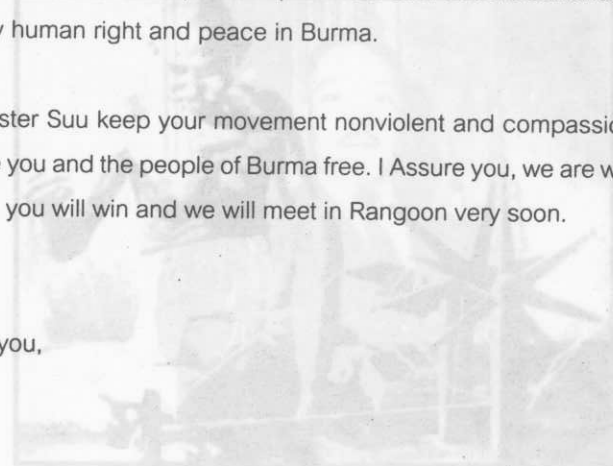 human right and peace in Burma.
ster Suu keep your movement nonviolent and compassio
you and the people of Burma free. I Assure you, we are w
you will win and we will meet in Rangoon very soon.
you,